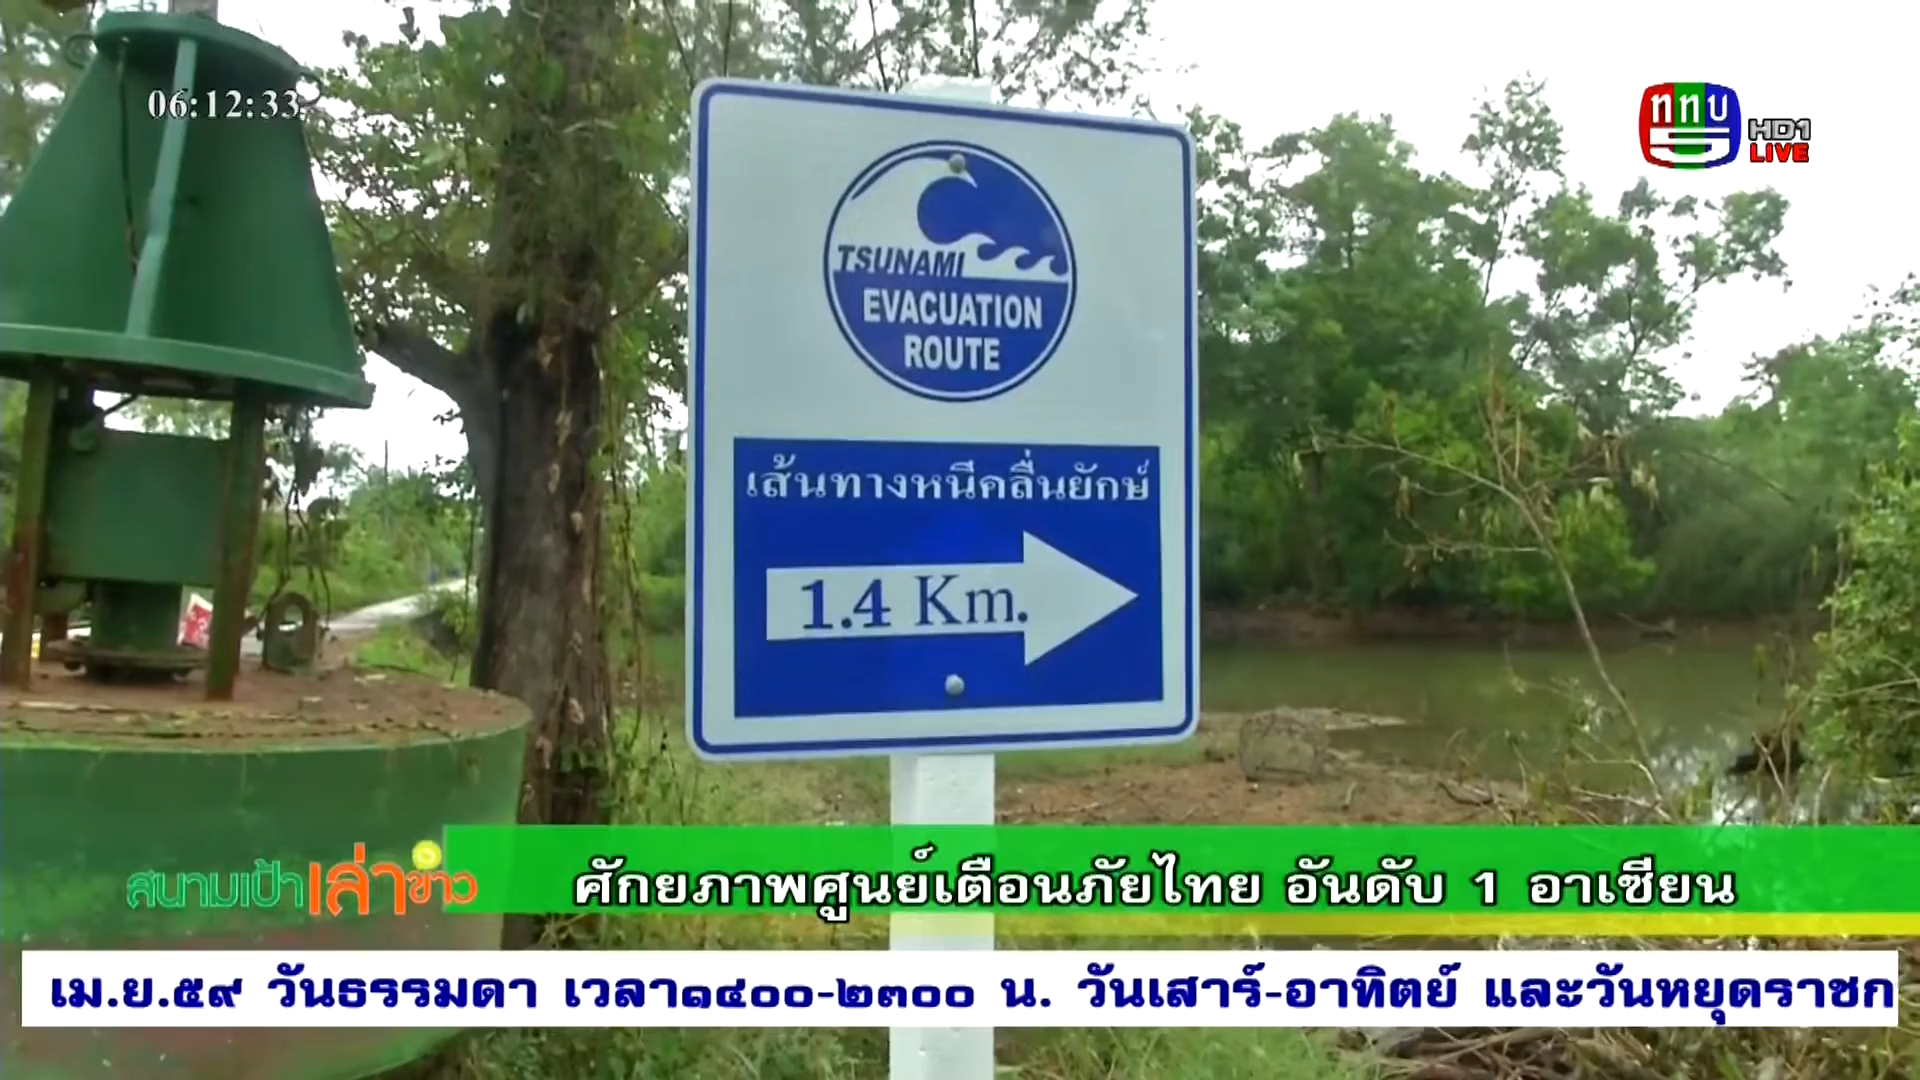 06:12:33
ททบ
5
HD1
LIVE
TSUNAMI
EVACUATION
ROUTE
เส้นทางหนีคลื่นยักษ์
1.4 Km.
สนามเป้าเล่าข่าว
ศักยภาพศูนย์เตือนภัยไทย อันดับ 1 อาเซียน
เม.ย.๕๙ วันธรรมดา เวลา๑๔๐๐-๒๓๐๐ น. วันเสาร์-อาทิตย์ และวันหยุดราชก